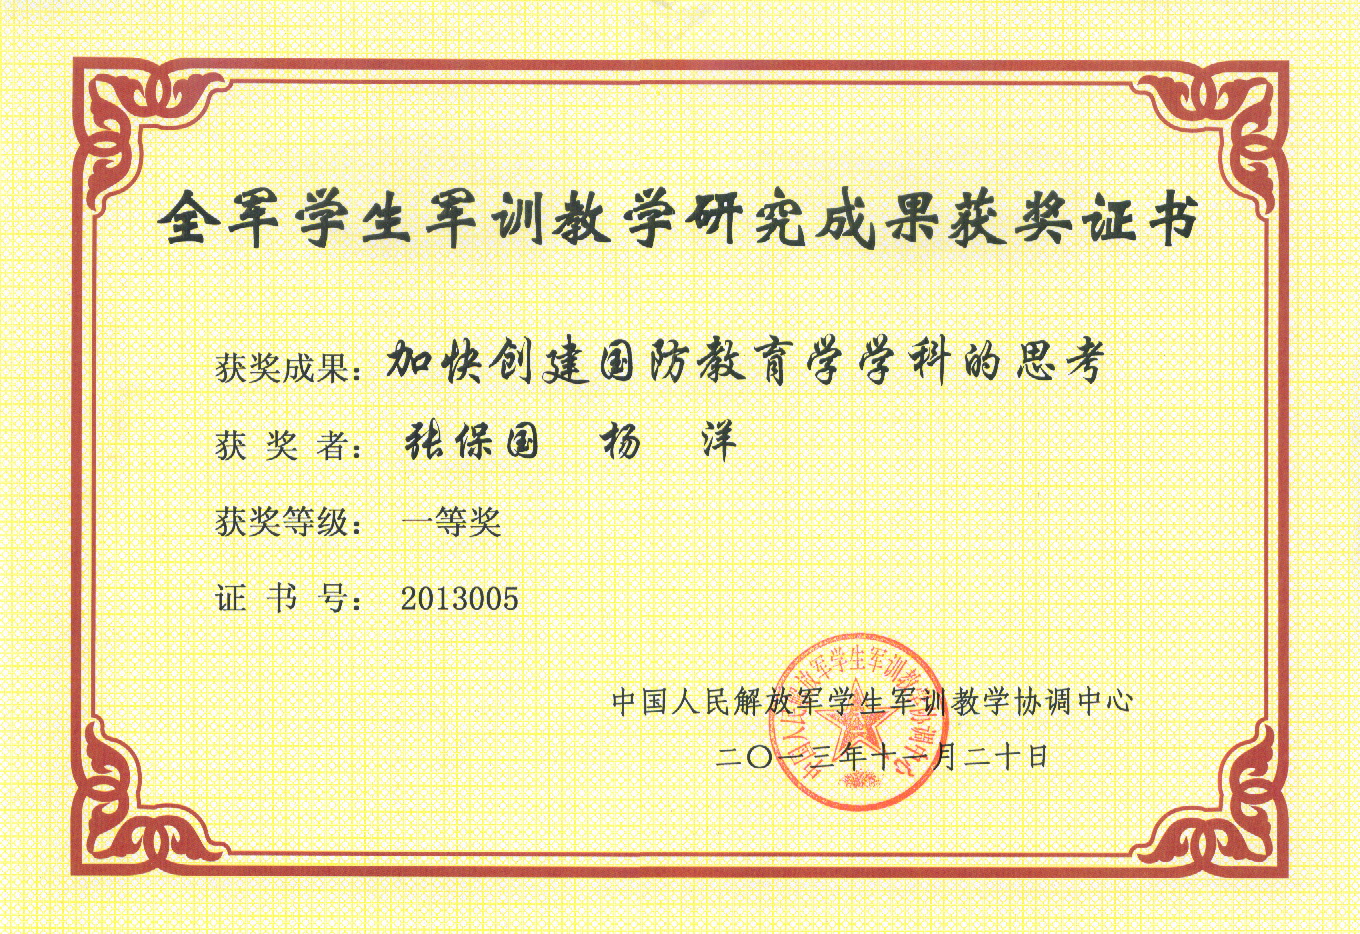 全军学生军训教学研究成果获奖证书
获奖成果：加快创建国防教育学学科的思考
获奖者：张保国 杨洋
获奖等级：一等奖
证书号：2013005
中国人民解放军学生军训教学协调中心
二〇一三年十一月二十日
中国人民解放军学生军训教学协调中心